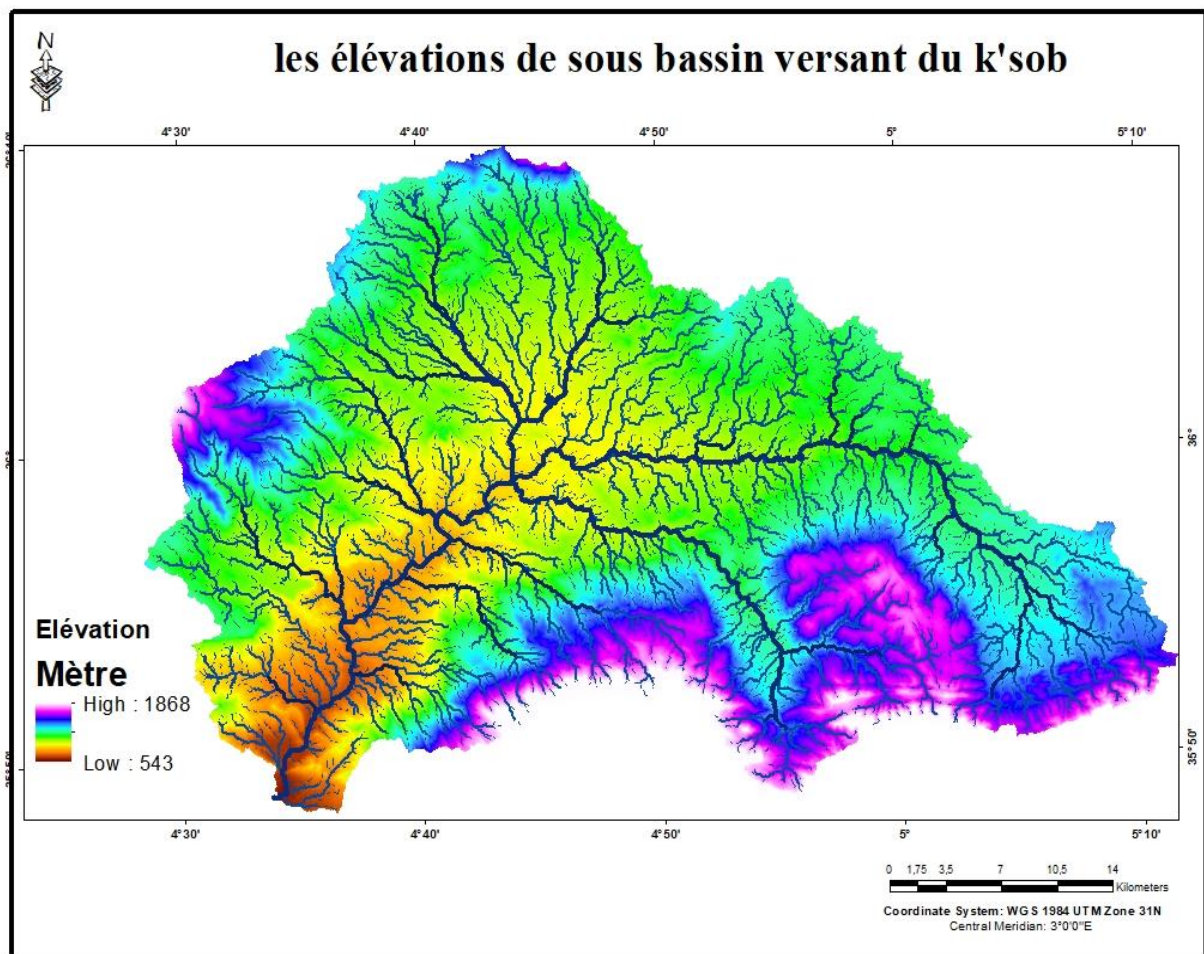 N
les élévations de sous bassin versant du k'sob
4°30' 4°40' 4°50' 5° 5°10'
36°
35°50'
Elévation
Mètre
High : 1868
Low : 543
4°30' 4°40' 4°50' 5° 5°10'
0 1,75 3,5 7 10,5 14
Kilometers
Coordinate System: WGS 1984 UTM Zone 31N
Central Meridian: 3°0'0"E